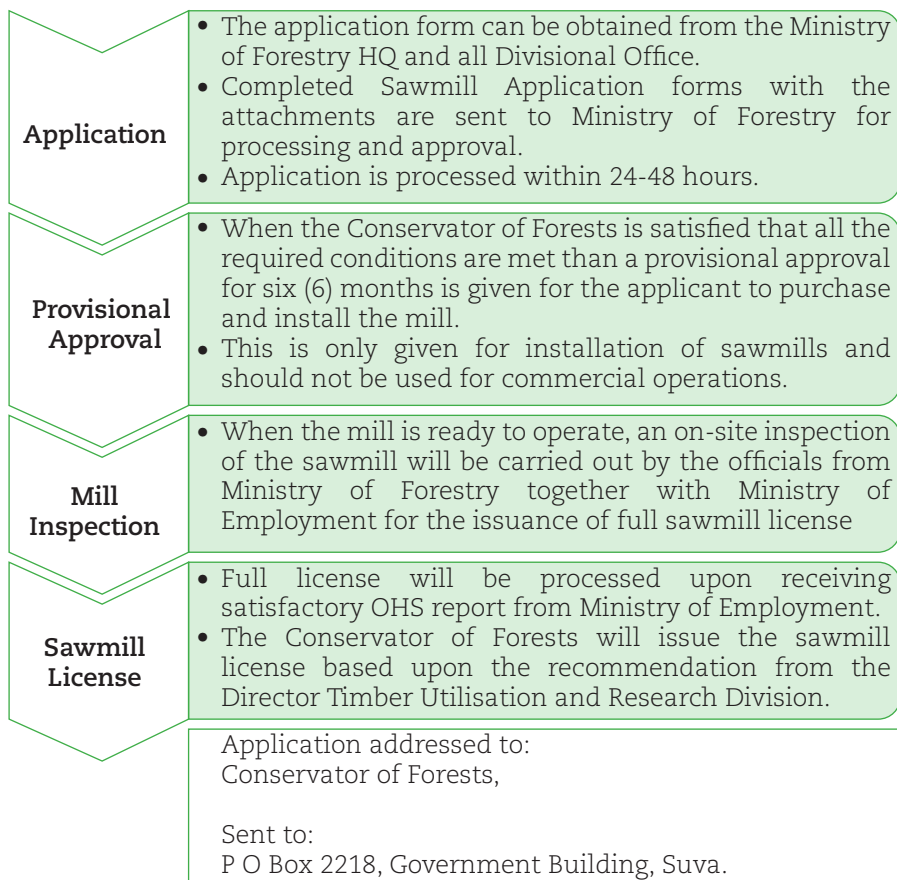 Application
• The application form can be obtained from the Ministry
of Forestry HQ and all Divisional Office.
• Completed Sawmill Application forms with the
attachments are sent to Ministry of Forestry for
processing and approval.
• Application is processed within 24-48 hours.
Provisional
Approval
• When the Conservator of Forests is satisfied that all the
required conditions are met than a provisional approval
for six (6) months is given for the applicant to purchase
and install the mill.
• This is only given for installation of sawmills and
should not be used for commercial operations.
Mill
Inspection
• When the mill is ready to operate, an on-site inspection
of the sawmill will be carried out by the officials from
Ministry of Forestry together with Ministry of
Employment for the issuance of full sawmill license
Sawmill
License
• Full license will be processed upon receiving
satisfactory OHS report from Ministry of Employment.
• The Conservator of Forests will issue the sawmill
license based upon the recommendation from the
Director Timber Utilisation and Research Division.
Application addressed to:
Conservator of Forests,
Sent to:
P O Box 2218, Government Building, Suva.